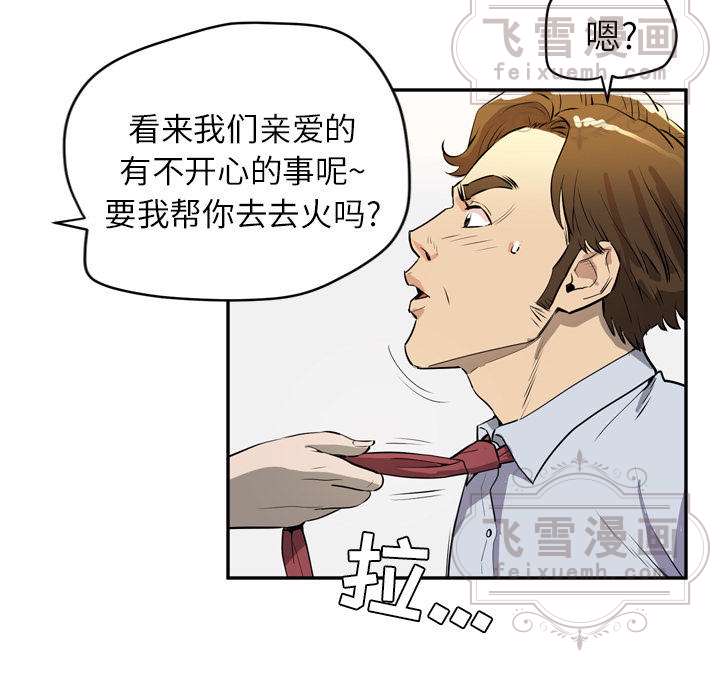 嗯?
看来我们亲爱的
有不开心的事呢~
要我帮你去去火吗?
拉...
飞雪漫画
feixuemh.com
飞雪漫画
feixuemh.com